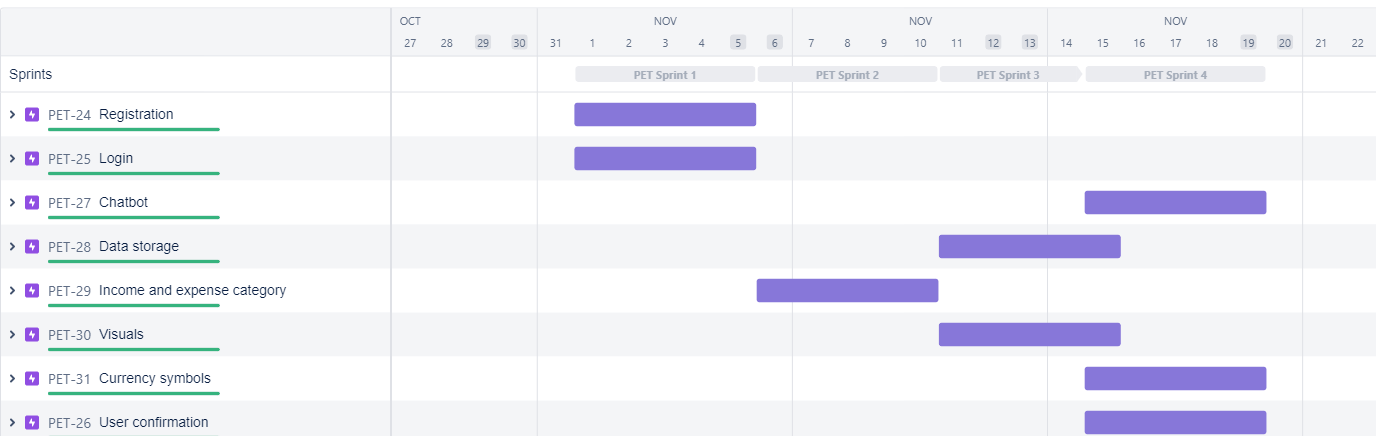 OCT NOV NOV NOV
27 28 29 30 31 1 2 3 4 5 6 7 8 9 10 11 12 13 14 15 16 17 18 19 20 21 22
Sprints PET Sprint 1 PET Sprint 2 PET Sprint 3 PET Sprint 4
PET-24 Registration
PET-25 Login
PET-27 Chatbot
PET-28 Data storage
PET-29 Income and expense category
PET-30 Visuals
PET-31 Currency symbols
PET-26 User confirmation